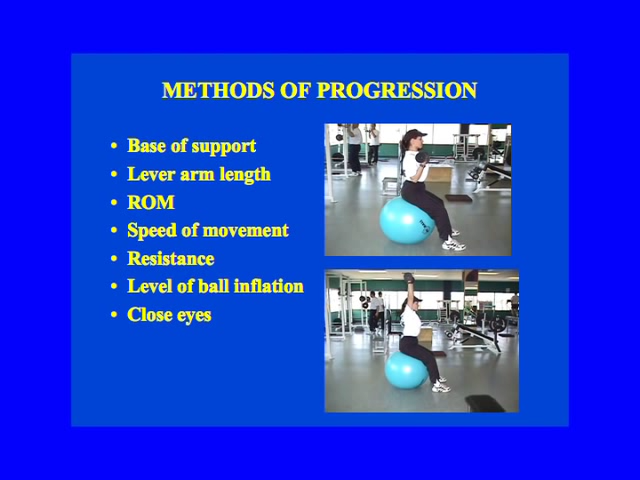 METHODS OF PROGRESSION
• Base of support
• Lever arm length
• ROM
• Speed of movement
• Resistance
• Level of ball inflation
• Close eyes